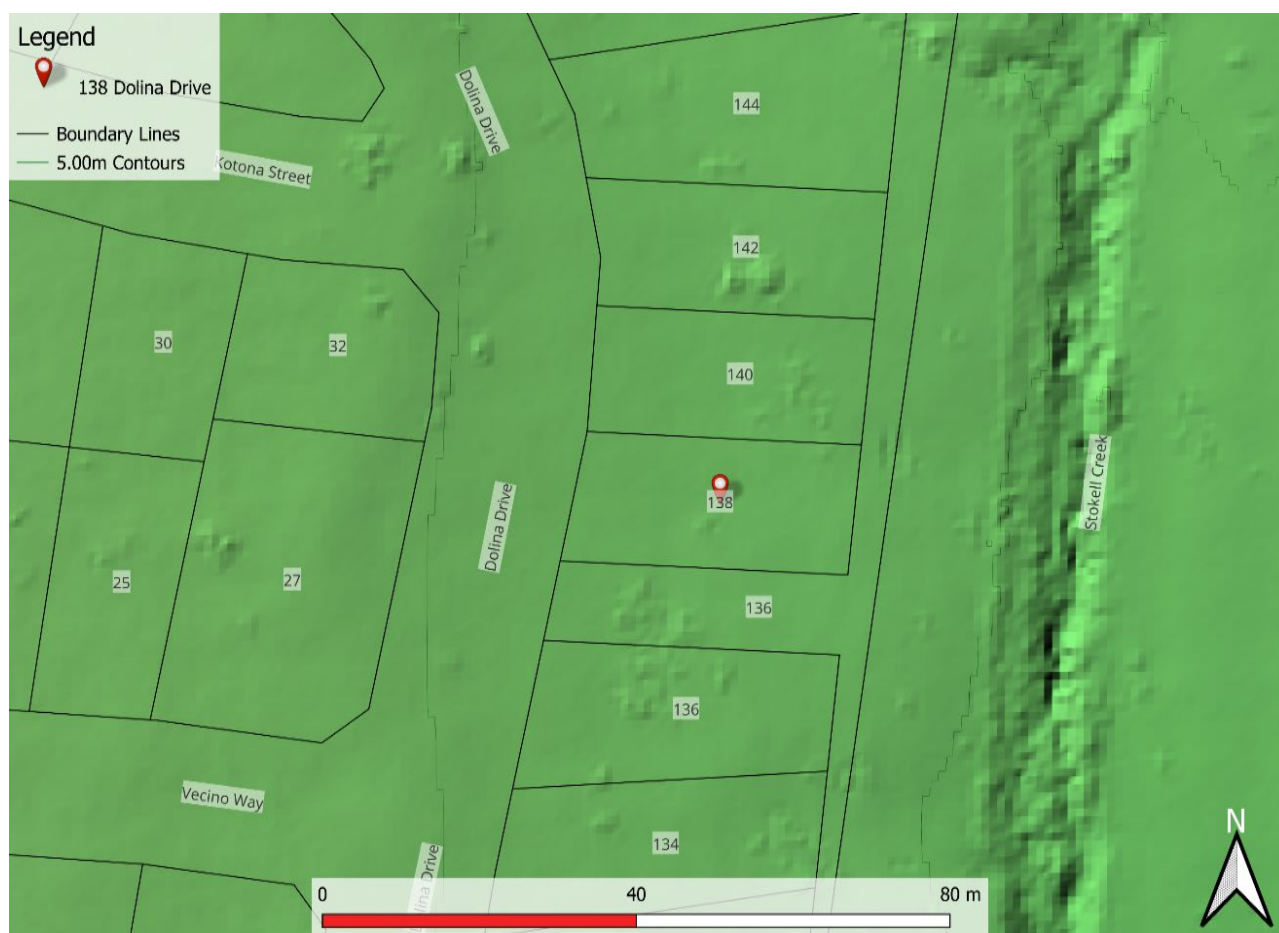 Legend
138 Dolina Drive
Boundary Lines
5.00m Contours
Dolina Drive
144
Kotona Street
142
30
32
140
Stokell Creek
138
Dolina Drive
25
27
136
136
Vecino Way
134
N
Dolina Drive
0
40
80 m